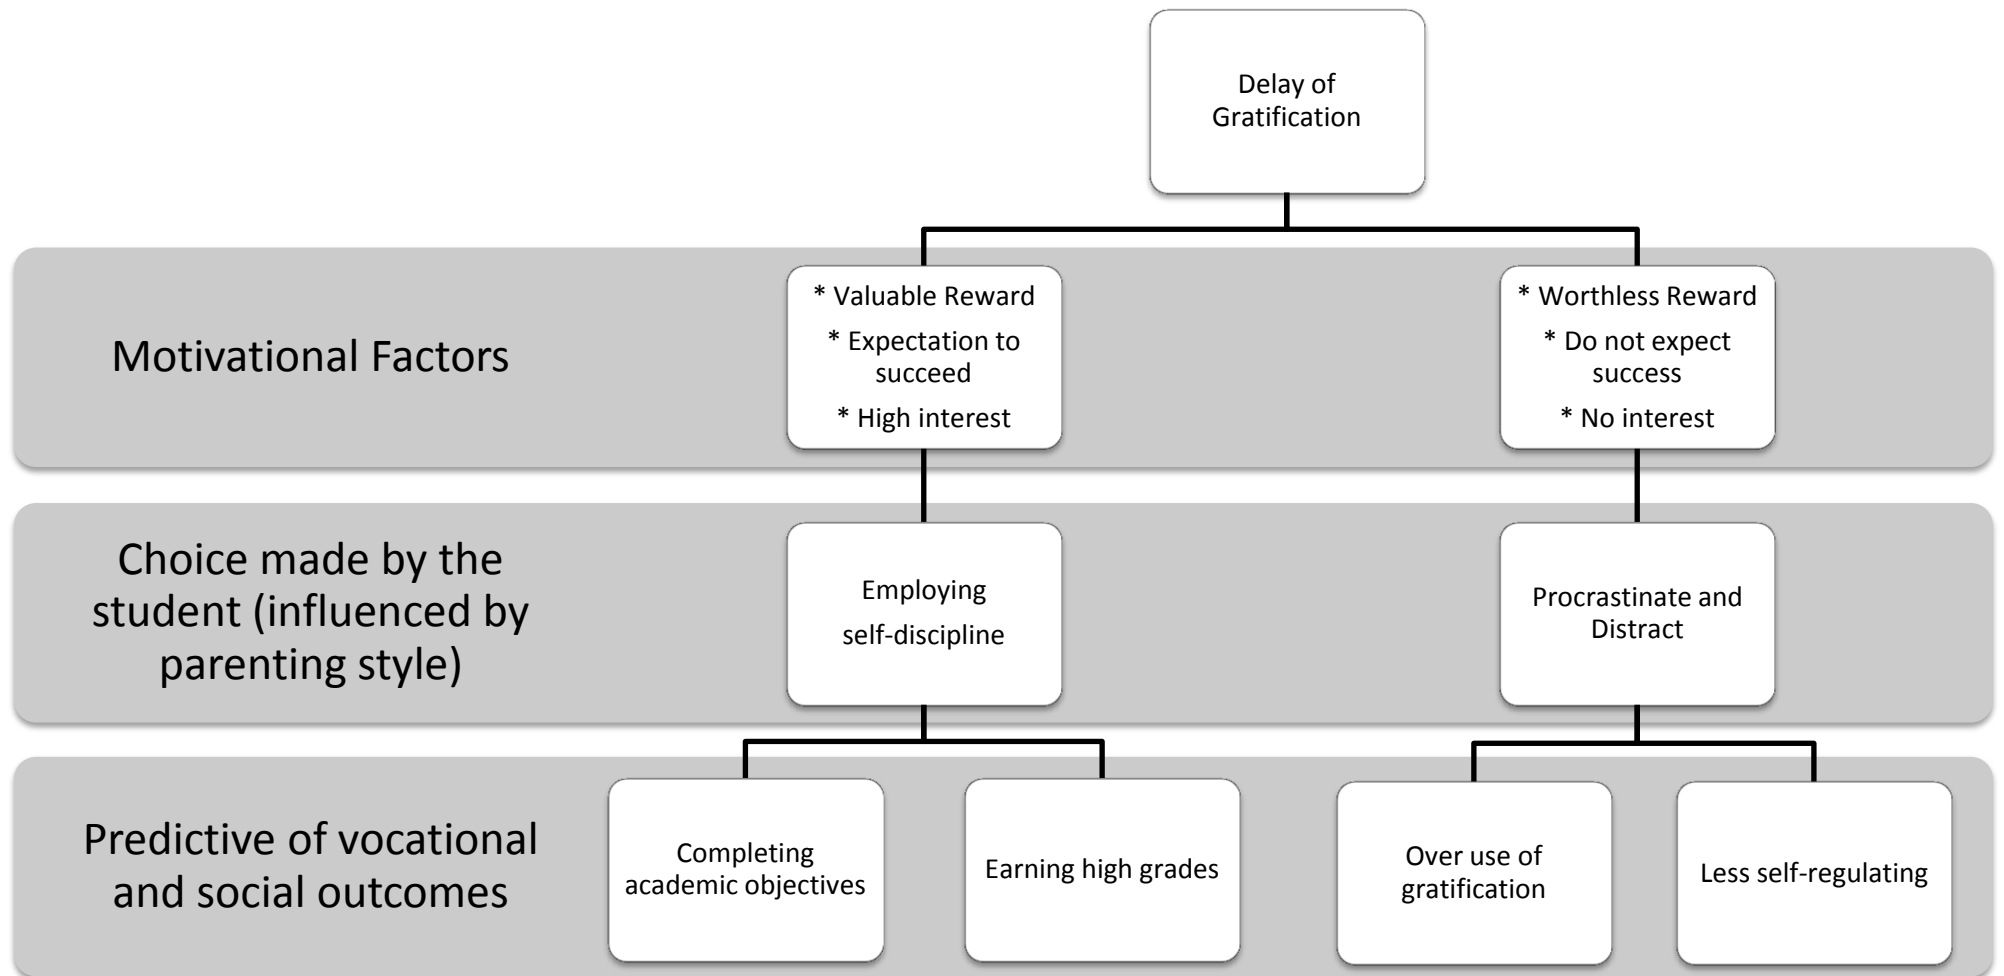 Delay of
Gratification
Motivational Factors
* Valuable Reward
* Expectation to
succeed
* High interest
* Worthless Reward
* Do not expect
success
* No interest
Choice made by the
student (influenced by
parenting style)
Employing
self-discipline
Procrastinate and
Distract
Predictive of vocational
and social outcomes
Completing
academic objectives
Earning high grades
Over use of
gratification
Less self-regulating